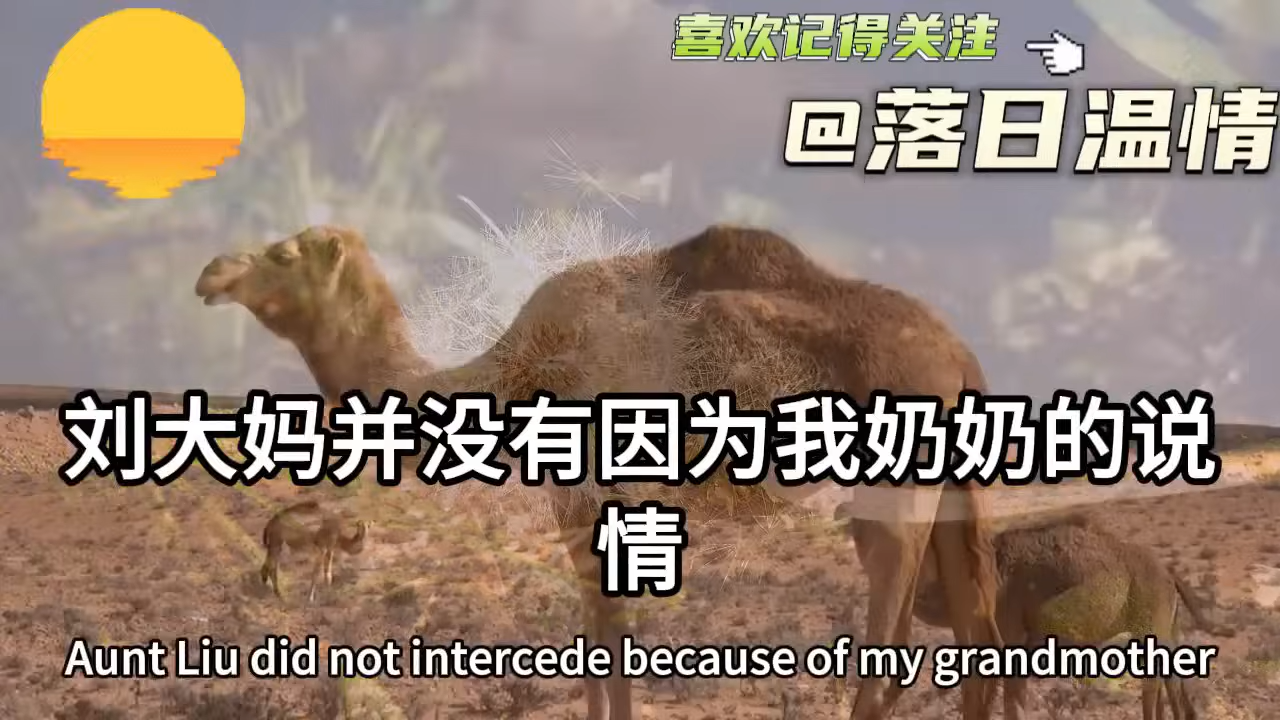 喜欢记得关注
@落日温情
刘大妈并没有因为我奶奶的说
情
Aunt Liu did not intercede because of my grandmother